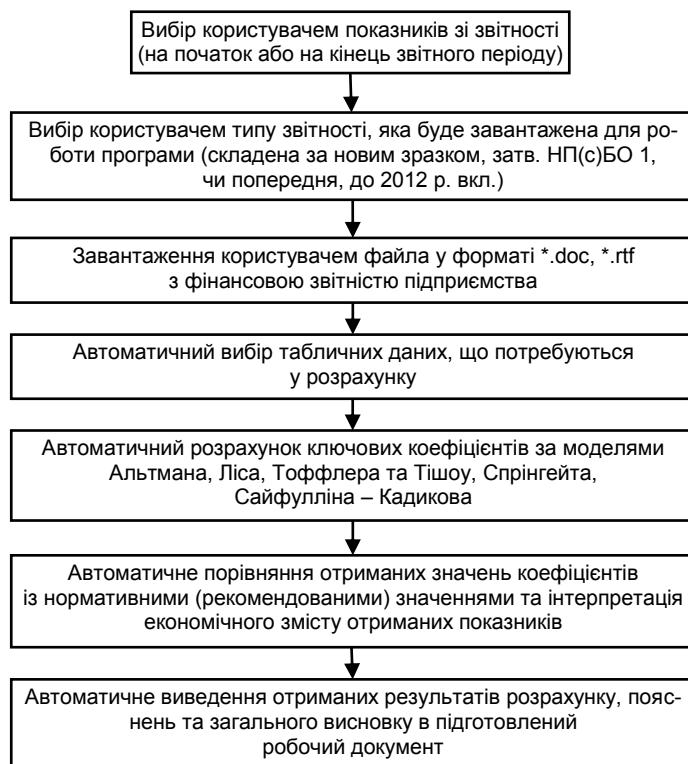 Вибір користувачем показників зі звітності
(на початок або на кінець звітного періоду)
Вибір користувачем типу звітності, яка буде завантажена для ро-
боти програми (складена за новим зразком, затв. НП(с)БО 1,
чи попередня, до 2012 р. вкл.)
Завантаження користувачем файла у форматі *.doc, *.rtf
з фінансовою звітністю підприємства
Автоматичний вибір табличних даних, що потребуються
у розрахунку
Автоматичний розрахунок ключових коефіцієнтів за моделями
Альтмана, Ліса, Тоффлера та Тішоу, Спрінгейта,
Сайфулліна – Кадикова
Автоматичне порівняння отриманих значень коефіцієнтів
із нормативними (рекомендованими) значеннями та інтерпретація
економічного змісту отриманих показників
Автоматичне виведення отриманих результатів розрахунку, пояс-
нень та загального висновку в підготовлений
робочий документ